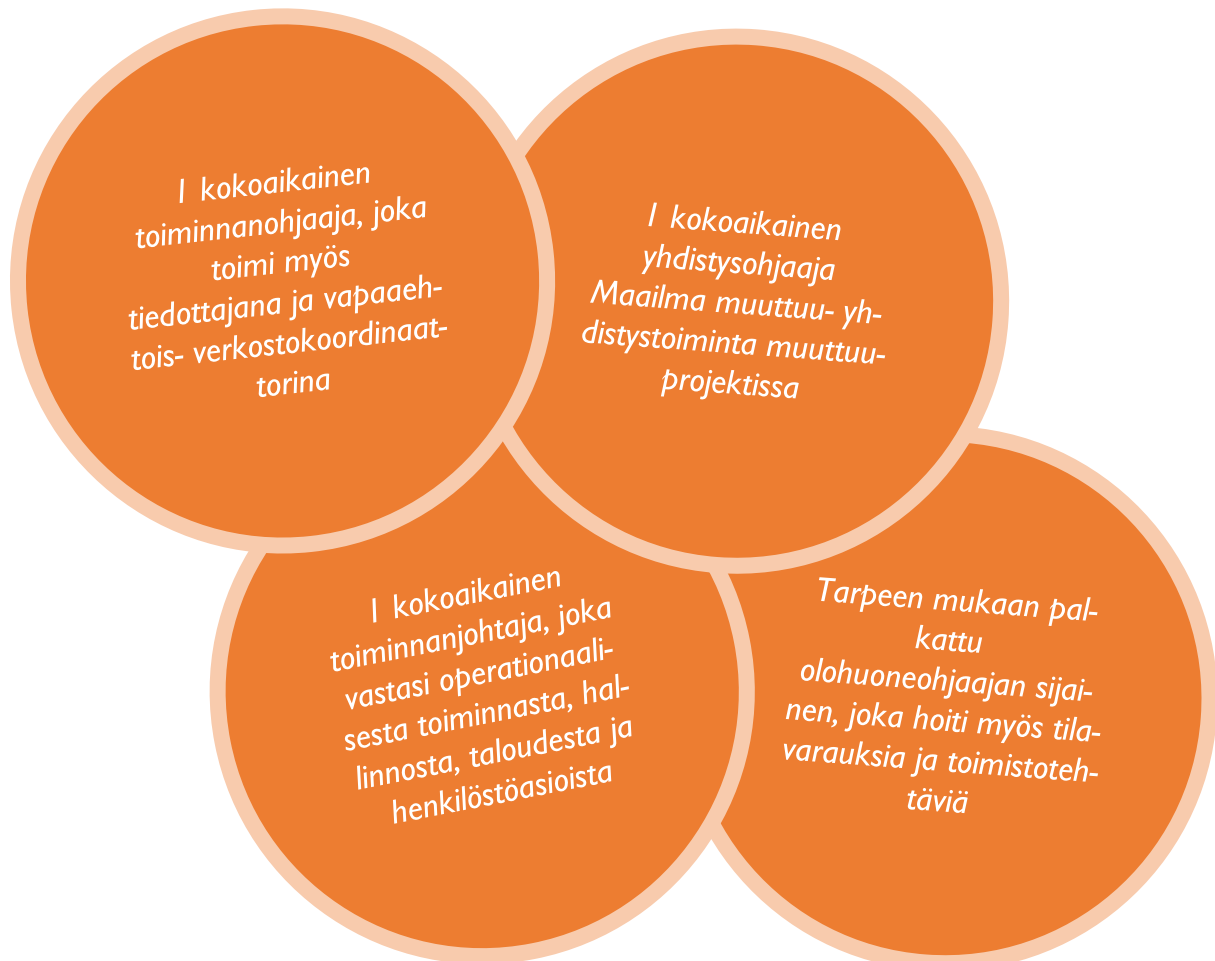 1 kokoaikainen
toiminnanohjaaja, joka
toimi myös
tiedottajana ja vapaaeh-
tois- verkostokoordinaat-
torina
1 kokoaikainen
yhdistysohjaaja
Maailma muuttuu- yh-
distystoiminta muuttuu-
projektissa
1 kokoaikainen
toiminnanjohtaja, joka
vastasi operationaali-
sesta toiminnasta, hal-
linnosta, taloudesta ja
henkilöstöasioista
Tarpeen mukaan pal-
kattu
olohuoneohjaajan sijai-
nen, joka hoiti myös tila-
varauksia ja toimistoteh-
täviä